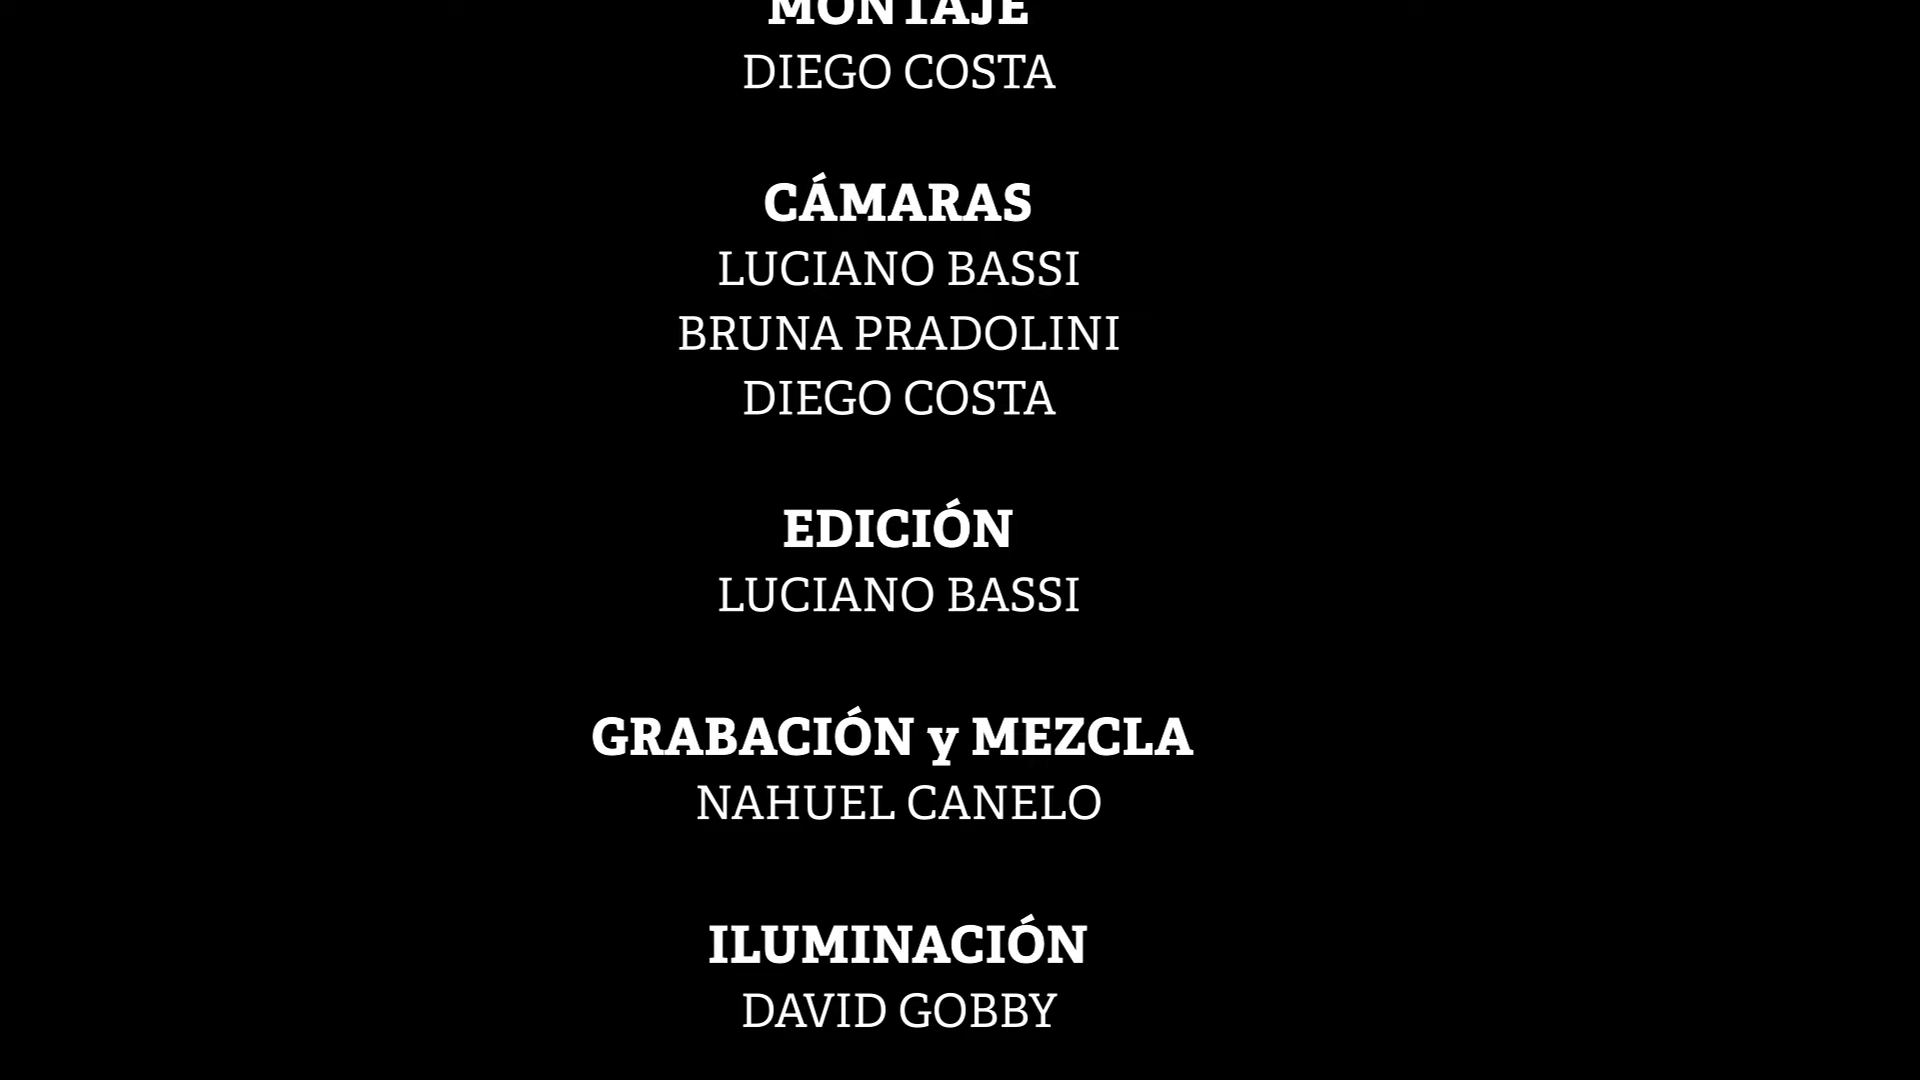 MONTAJE
DIEGO COSTA
CÁMARAS
LUCIANO BASSI
BRUNA PRADOLINI
DIEGO COSTA
EDICIÓN
LUCIANO BASSI
GRABACIÓN y MEZCLA
NAHUEL CANELO
ILUMINACIÓN
DAVID GOBBY